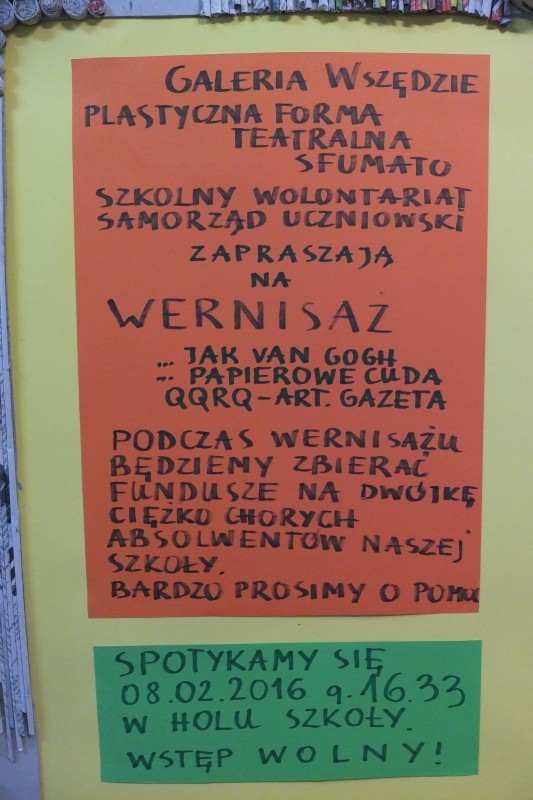 GALERIA WSZĘDZIE
PLASTYCZNA FORMA
TEATRALNA
SFUMATO
SZKOLNY WOLONTARIAT
SAMORZĄD UCZNIOWSKI
ZAPRASZAJĄ
NA
WERNISAŻ
... JAK VAN GOGH
... PAPIEROWE CUDA
QQRQ-ART. GAZETA
PODCZAS WERNISAŻU
BĘDZIEMY ZBIERAĆ
FUNDUSZE NA DWÓJKĘ
CIĘŻKO CHORYCH
ABSOLWENTÓW NASZEJ
SZKOŁY.
BARDZO PROSIMY O POMOC
SPOTYKAMY SIĘ
08.02.2016 g. 16.33
W HOLU SZKOŁY.
WSTĘP WOLNY!